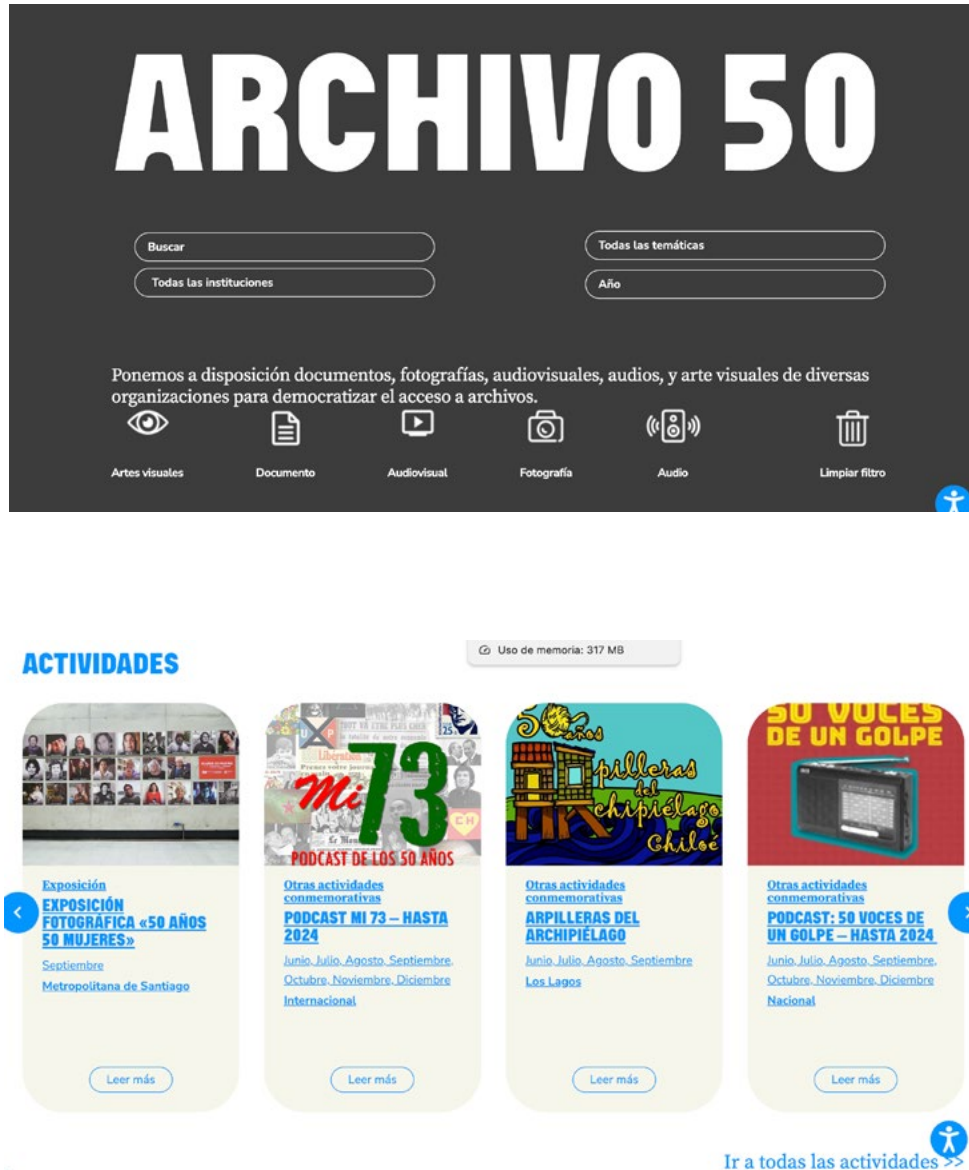 ARCHIVO 50
Buscar
Todas las temáticas
Todas las instituciones
Año
Ponemos a disposición documentos, fotografías, audiovisuales, audios, y arte visuales de diversas
organizaciones para democratizar el acceso a archivos.
Artes visuales
Documento
Audiovisual
Fotografía
Audio
Limpiar filtro
Uso de memoria: 317 MB
ACTIVIDADES
Exposición
EXPOSICIÓN
FOTOGRÁFICA «50 AÑOS
50 MUJERES»
Septiembre
Metropolitana de Santiago
Leer más
Libération
Mi 73
PODCAST DE LOS 50 AÑOS
Otras actividades
conmemorativas
PODCAST MI 73 – HASTA
2024
Junio, Julio, Agosto, Septiembre,
Octubre, Noviembre, Diciembre
Internacional
Leer más
50 años
pilleras
del
chipiélago
Chiloé
Otras actividades
conmemorativas
ARPILLERAS DEL
ARCHIPIÉLAGO
Junio, Julio, Agosto, Septiembre
Los Lagos
Leer más
50 VOCES
DE UN GOLPE
Otras actividades
conmemorativas
PODCAST: 50 VOCES DE
UN GOLPE – HASTA 2024
Junio, Julio, Agosto, Septiembre,
Octubre, Noviembre, Diciembre
Nacional
Leer más
Ir a todas las actividades >>